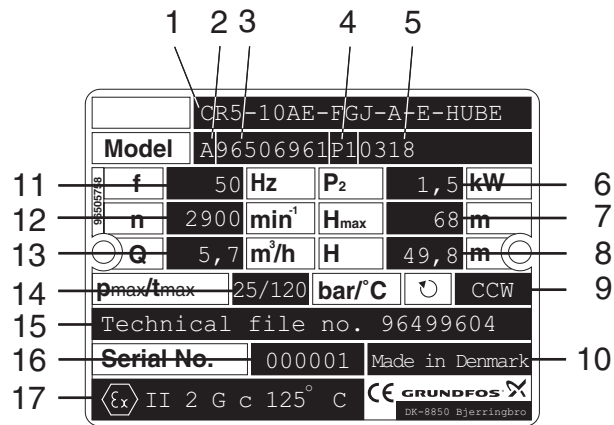 1 2 3 4 5
CR5-10AE-FGJ-A-E-HUBE
Model A96506961P10318
11 f 50 Hz P2 1,5 kW 6
96505758
12 n 2900 min-1 Hmax 68 m 7
13 Q 5,7 m3/h H 49,8 m 8
14 pmax/tmax 25/120 bar/°C CCW 9
15 Technical file no. 96499604
16 Serial No. 000001 Made in Denmark 10
17 Ex II 2 G c 125° C CE GRUNDFOS X
DK-8850 Bjerringbro